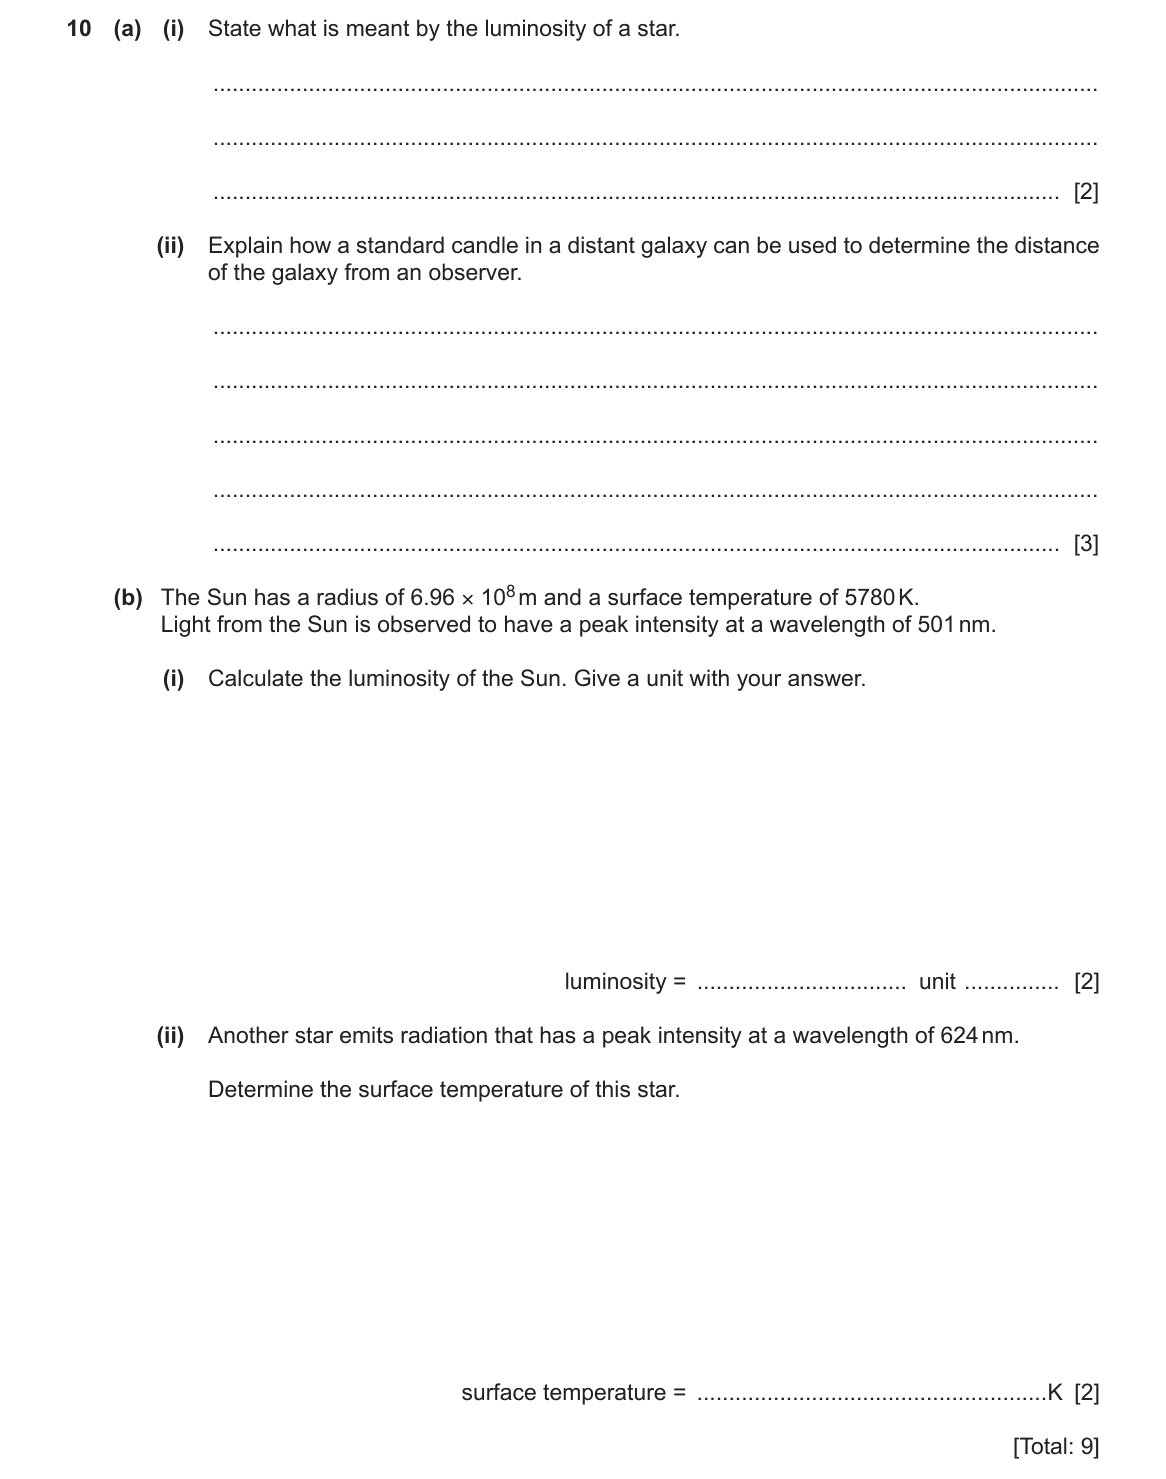 10 (a) (i) State what is meant by the luminosity of a star.
..........................................................................................................................................
..........................................................................................................................................
.................................................................................................................................... [2]
(ii) Explain how a standard candle in a distant galaxy can be used to determine the distance
of the galaxy from an observer.
..........................................................................................................................................
..........................................................................................................................................
..........................................................................................................................................
..........................................................................................................................................
.................................................................................................................................... [3]
(b) The Sun has a radius of 6.96 × 10⁸ m and a surface temperature of 5780 K.
Light from the Sun is observed to have a peak intensity at a wavelength of 501 nm.
(i) Calculate the luminosity of the Sun. Give a unit with your answer.
luminosity = ................................. unit ............... [2]
(ii) Another star emits radiation that has a peak intensity at a wavelength of 624 nm.
Determine the surface temperature of this star.
surface temperature = .......................................................K [2]
[Total: 9]